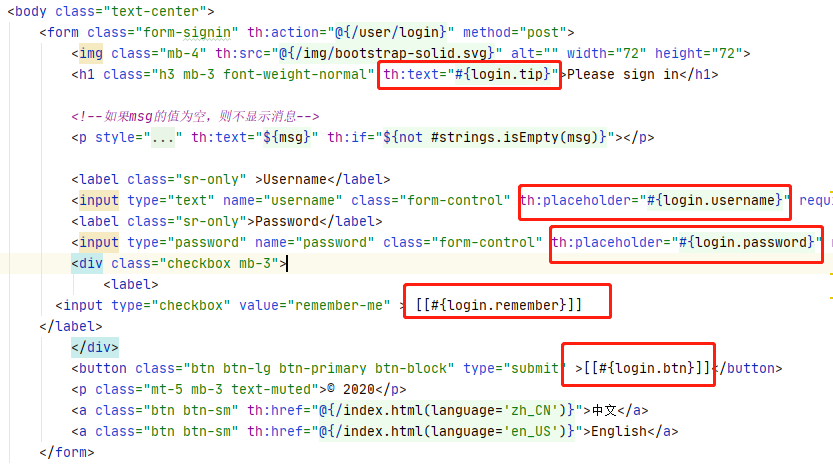 <body class="text-center">
<form class="form-signin" th:action="@{/user/login}" method="post">
<img class="mb-4" th:src="@{/img/bootstrap-solid.svg}" alt="" width="72" height="72">
<h1 class="h3 mb-3 font-weight-normal" th:text="#{login.tip}">Please sign in</h1>
<!--如果msg的值为空，则不显示消息-->
<p style="..." th:text="${msg}" th:if="${not #strings.isEmpty(msg)}"></p>
<label class="sr-only" >Username</label>
<input type="text" name="username" class="form-control" th:placeholder="#{login.username}" requi
<label class="sr-only">Password</label>
<input type="password" name="password" class="form-control" th:placeholder="#{login.password}"
<div class="checkbox mb-3">
<label>
<input type="checkbox" value="remember-me" > [[#{login.remember}]]
</label>
</div>
<button class="btn btn-lg btn-primary btn-block" type="submit" >[[#{login.btn}]]</button>
<p class="mt-5 mb-3 text-muted">© 2020</p>
<a class="btn btn-sm" th:href="@{/index.html(language='zh_CN')}">中文</a>
<a class="btn btn-sm" th:href="@{/index.html(language='en_US')}">English</a>
</form>